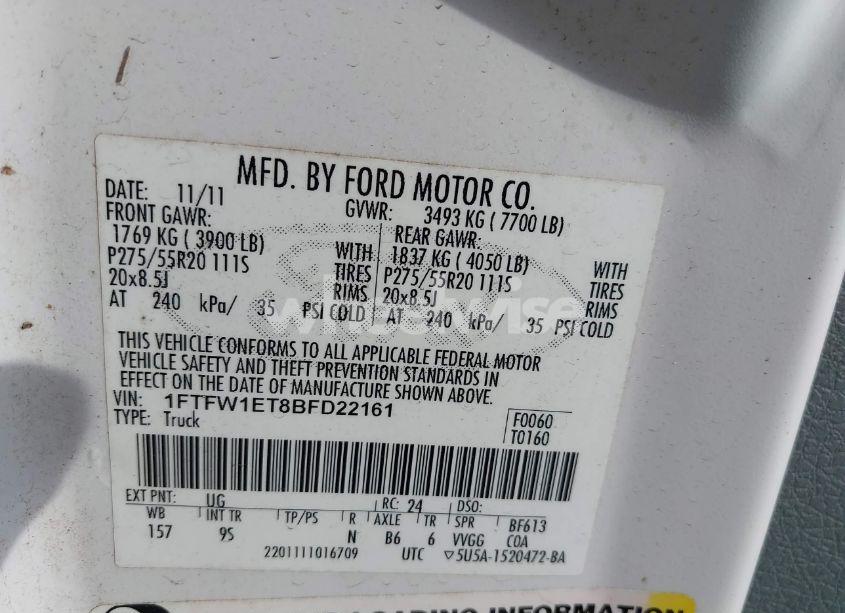 MFD. BY FORD MOTOR CO.
DATE: 11/11 GVWR: 3493 KG ( 7700 LB)
FRONT GAWR: REAR GAWR:
1769 KG ( 3900 LB) WITH 1837 KG ( 4050 LB) WITH
P275/55R20 111S TIRES P275/55R20 111S TIRES
20x8.5J RIMS 20x8.5J RIMS
AT 240 kPa/ 35 PSI COLD AT 240 kPa/ 35 PSI COLD
wheelwise
THIS VEHICLE CONFORMS TO ALL APPLICABLE FEDERAL MOTOR
VEHICLE SAFETY AND THEFT PREVENTION STANDARDS IN
EFFECT ON THE DATE OF MANUFACTURE SHOWN ABOVE.
VIN: 1FTFW1ET8BFD22161
TYPE: Truck
F0060
T0160
EXT PNT: UG RC: 24 DSO:
WB INT TR TP/PS R AXLE TR SPR BF613
157 9S N B6 6 VVGG COA
2201111016709 UTC ▽5U5A-1520472-BA
LOADING INFORMATION